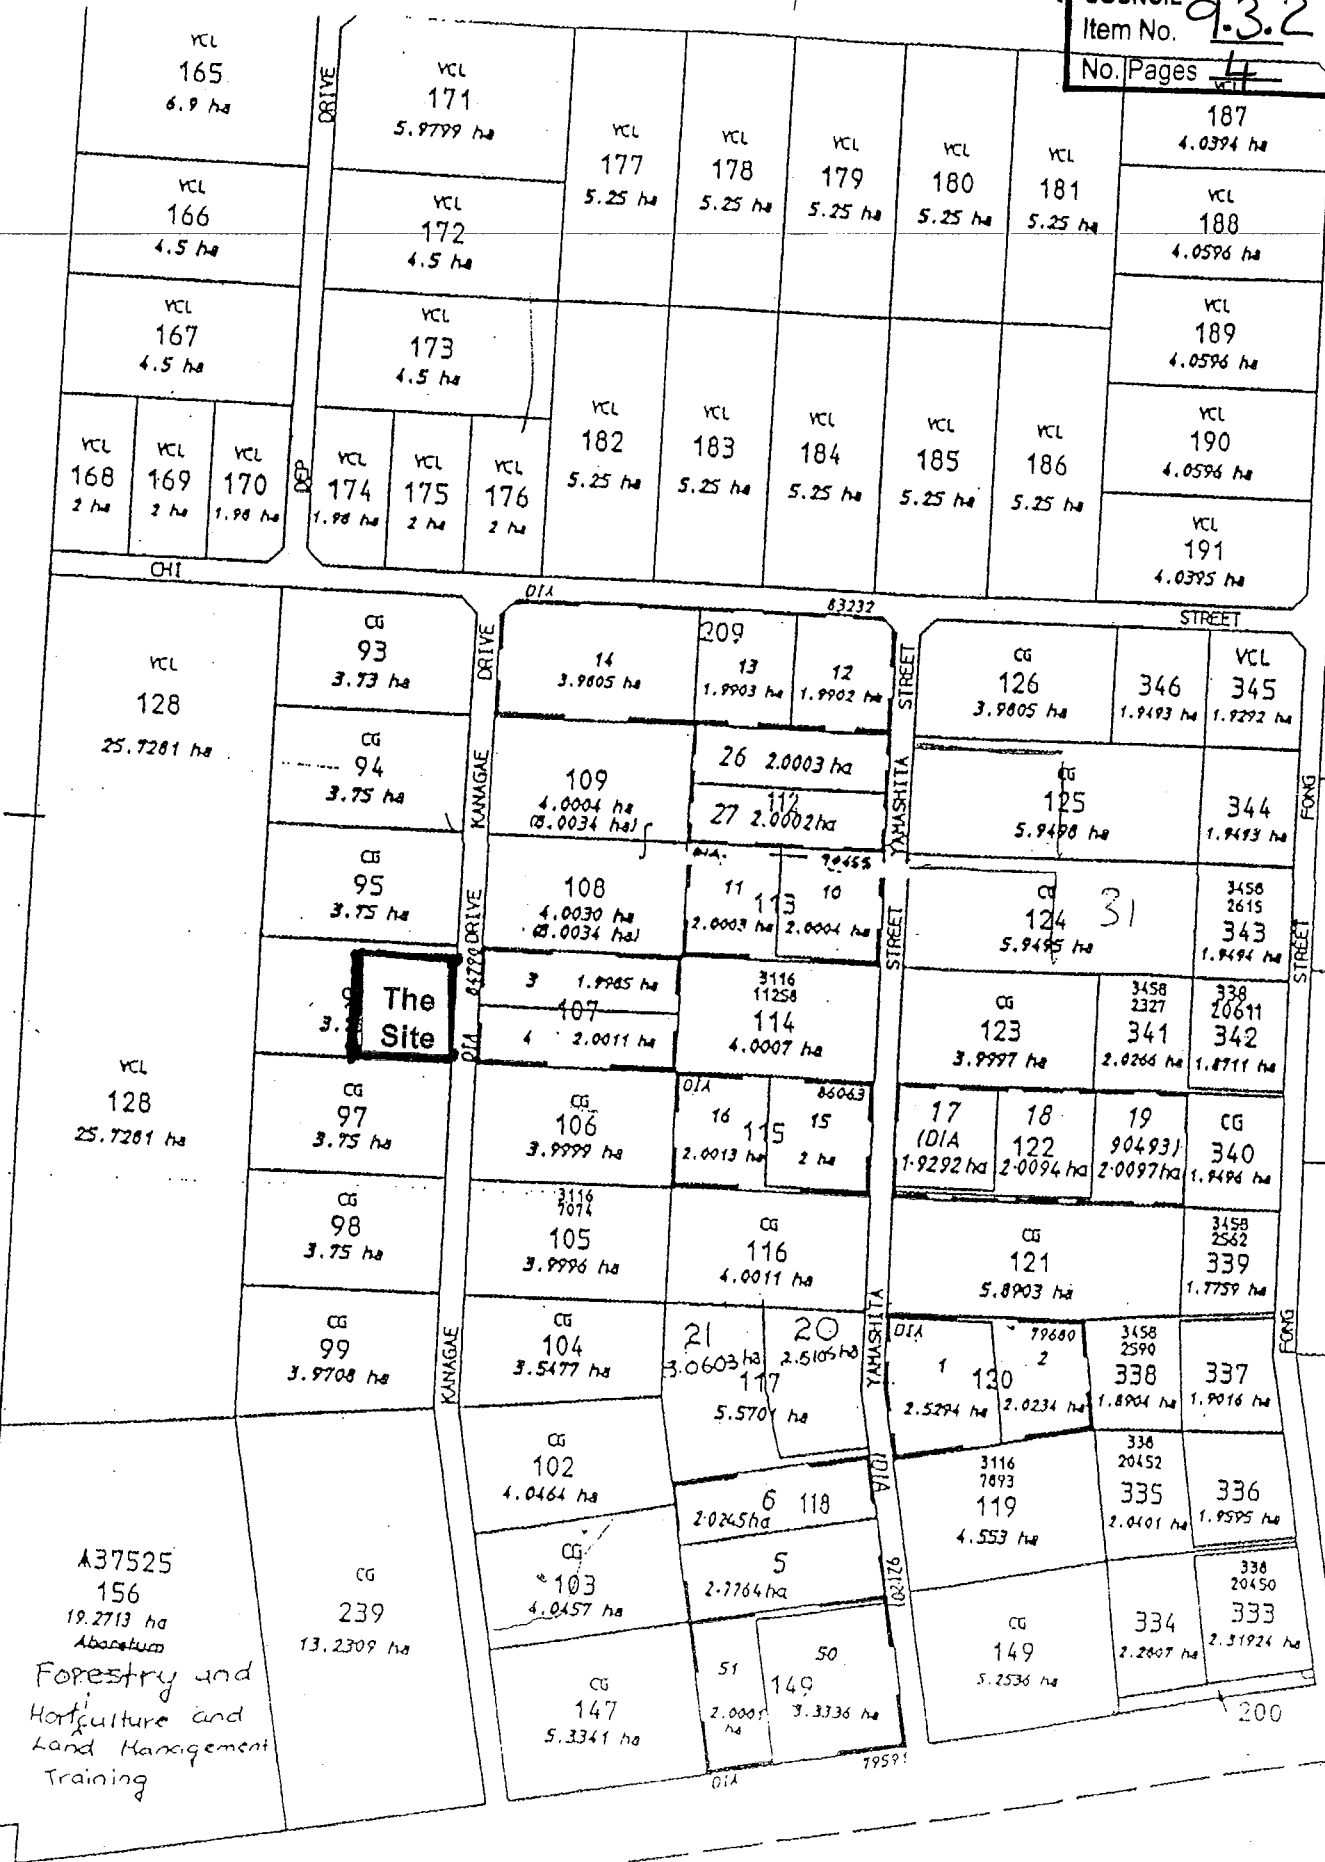 COUNCIL
Item No. 9.3.2
No. Pages 4
VCL
165
6.9 ha
DRIVE
VCL
171
5.9799 ha
VCL
177
5.25 ha
VCL
178
5.25 ha
VCL
179
5.25 ha
VCL
180
5.25 ha
VCL
181
5.25 ha
VCL
187
4.0394 ha
VCL
166
4.5 ha
VCL
172
4.5 ha
VCL
188
4.0596 ha
VCL
167
4.5 ha
VCL
173
4.5 ha
VCL
189
4.0596 ha
VCL
168
2 ha
VCL
169
2 ha
VCL
170
1.98 ha
DGP
VCL
174
1.98 ha
VCL
175
2 ha
VCL
176
2 ha
VCL
182
5.25 ha
VCL
183
5.25 ha
VCL
184
5.25 ha
VCL
185
5.25 ha
VCL
186
5.25 ha
VCL
190
4.0596 ha
VCL
191
4.0395 ha
CHI
DIA
83232
STREET
VCL
128
25.7281 ha
CG
93
3.73 ha
DRIVE
14
3.9805 ha
209
13
1.9903 ha
12
1.9902 ha
STREET
CG
126
3.9805 ha
346
1.9493 ha
VCL
345
1.9292 ha
CG
94
3.75 ha
KANAGAE
109
4.0004 ha
(8.0034 ha)
26 2.0003 ha
112
27 2.0002 ha
YAMASHITA
CG
125
5.9498 ha
344
1.9493 ha
FONG
CG
95
3.75 ha
DRIVE
108
4.0030 ha
(8.0034 ha)
DIA.
11
2.0003 ha
113
10
2.0004 ha
STREET
CG
124
5.9495 ha
31
3458
2615
343
1.9494 ha
STREET
The
Site
84790
DIA
3 1.9985 ha
107
4 2.0011 ha
3116
11258
114
4.0007 ha
CG
123
3.9997 ha
3458
2327
341
2.0266 ha
338
20611
342
1.8711 ha
VCL
128
25.7281 ha
CG
97
3.75 ha
CG
106
3.9999 ha
DIA
86063
16
2.0013 ha
115
15
2 ha
17
(DIA
1.9292 ha
18
122
2.0094 ha
19
90493)
2.0097 ha
CG
340
1.9496 ha
CG
98
3.75 ha
3116
7074
105
3.9996 ha
CG
116
4.0011 ha
CG
121
5.8903 ha
3458
2562
339
1.7759 ha
CG
99
3.9708 ha
KANAGAE
CG
104
3.5477 ha
21
3.0603 ha
20
2.5105 ha
117
5.5701 ha
YAMASHITA
DIA
79680
1
2.5294 ha
120
2
2.0234 ha
3458
2590
338
1.8904 ha
337
1.9016 ha
FONG
CG
102
4.0464 ha
6 118
2.0245 ha
(DIA
3116
7893
119
4.553 ha
338
20452
335
2.0401 ha
336
1.9595 ha
A37525
156
19.2713 ha
Forestry and
Horticulture and
Land Management
Training
CG
239
13.2309 ha
CG
103
4.0457 ha
5
2.7764 ha
102176
CG
149
5.2536 ha
334
2.2807 ha
338
20450
333
2.31924 ha
CG
147
5.3341 ha
51
2.0001
ha
149
50
3.3336 ha
DIA
79591
200